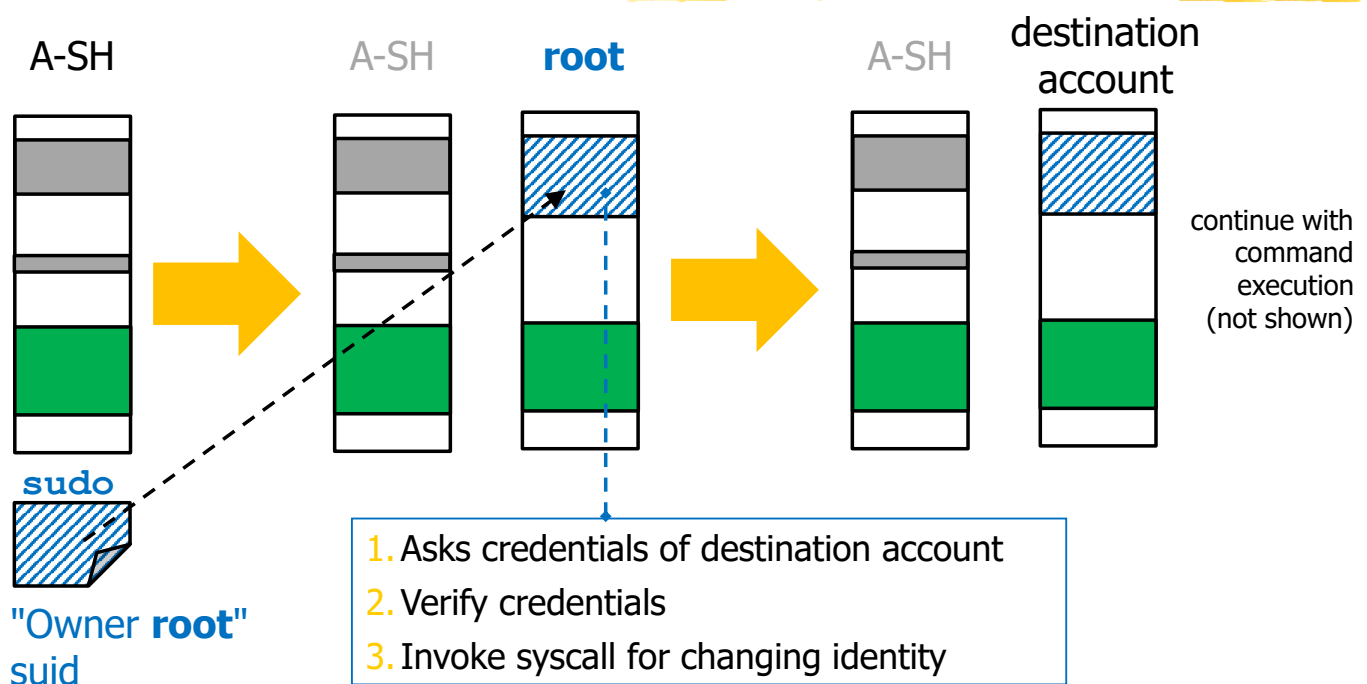 A-SH
A-SH
root
A-SH
destination
account
continue with
command
execution
(not shown)
sudo
"Owner root"
suid
1. Asks credentials of destination account
2. Verify credentials
3. Invoke syscall for changing identity